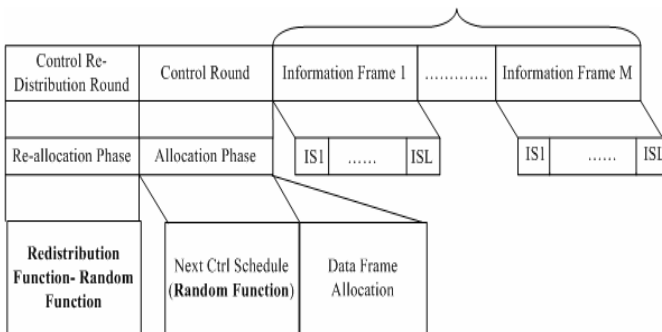 Control Re-
Distribution Round
Control Round
Information Frame 1
.............
Information Frame M
Re-allocation Phase
Allocation Phase
IS1
......
ISL
IS1
......
ISL
Redistribution
Function- Random
Function
Next Ctrl Schedule
(Random Function)
Data Frame
Allocation